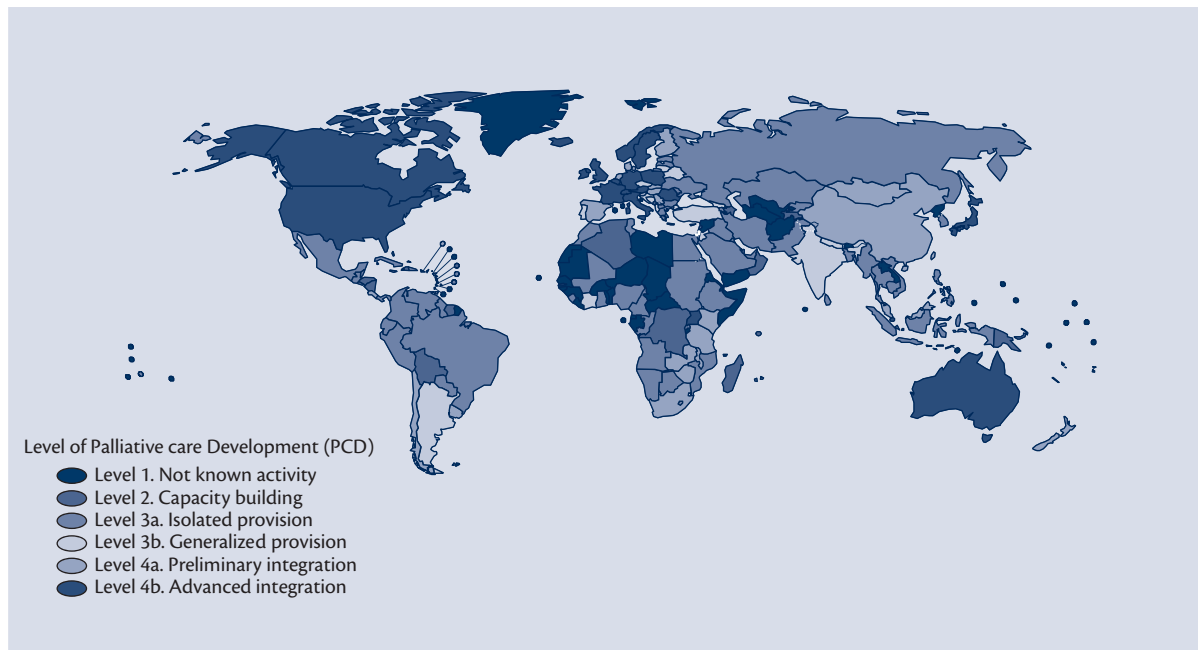 Level of Palliative care Development (PCD)
Level 1. Not known activity
Level 2. Capacity building
Level 3a. Isolated provision
Level 3b. Generalized provision
Level 4a. Preliminary integration
Level 4b. Advanced integration